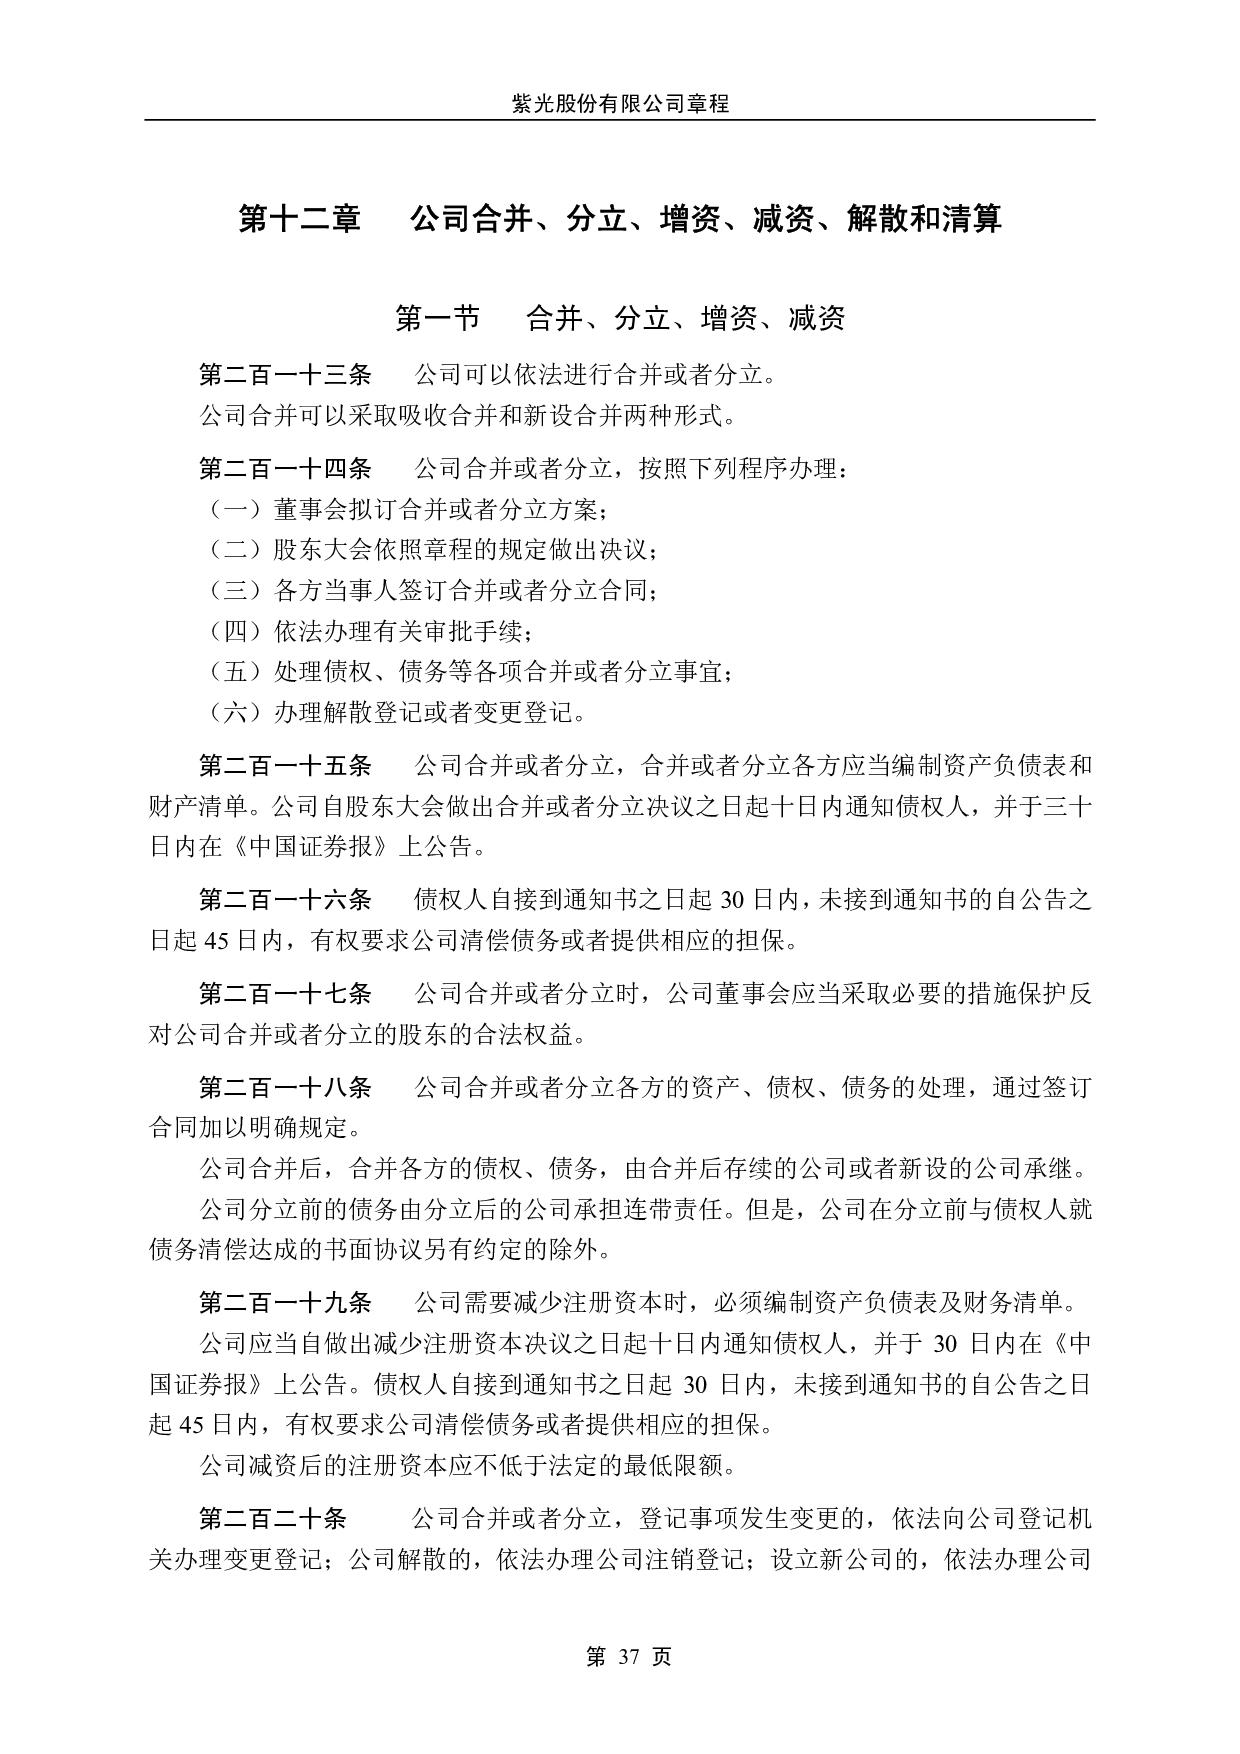 紫光股份有限公司章程
第十二章 公司合并、分立、增资、减资、解散和清算
第一节 合并、分立、增资、减资
第二百一十三条 公司可以依法进行合并或者分立。
公司合并可以采取吸收合并和新设合并两种形式。
第二百一十四条 公司合并或者分立，按照下列程序办理：
（一）董事会拟订合并或者分立方案；
（二）股东大会依照章程的规定做出决议；
（三）各方当事人签订合并或者分立合同；
（四）依法办理有关审批手续；
（五）处理债权、债务等各项合并或者分立事宜；
（六）办理解散登记或者变更登记。
第二百一十五条 公司合并或者分立，合并或者分立各方应当编制资产负债表和
财产清单。公司自股东大会做出合并或者分立决议之日起十日内通知债权人，并于三十
日内在《中国证券报》上公告。
第二百一十六条 债权人自接到通知书之日起 30 日内，未接到通知书的自公告之
日起 45 日内，有权要求公司清偿债务或者提供相应的担保。
第二百一十七条 公司合并或者分立时，公司董事会应当采取必要的措施保护反
对公司合并或者分立的股东的合法权益。
第二百一十八条 公司合并或者分立各方的资产、债权、债务的处理，通过签订
合同加以明确规定。
公司合并后，合并各方的债权、债务，由合并后存续的公司或者新设的公司承继。
公司分立前的债务由分立后的公司承担连带责任。但是，公司在分立前与债权人就
债务清偿达成的书面协议另有约定的除外。
第二百一十九条 公司需要减少注册资本时，必须编制资产负债表及财务清单。
公司应当自做出减少注册资本决议之日起十日内通知债权人，并于 30 日内在《中
国证券报》上公告。债权人自接到通知书之日起 30 日内，未接到通知书的自公告之日
起 45 日内，有权要求公司清偿债务或者提供相应的担保。
公司减资后的注册资本应不低于法定的最低限额。
第二百二十条 公司合并或者分立，登记事项发生变更的，依法向公司登记机
关办理变更登记；公司解散的，依法办理公司注销登记；设立新公司的，依法办理公司
第 37 页